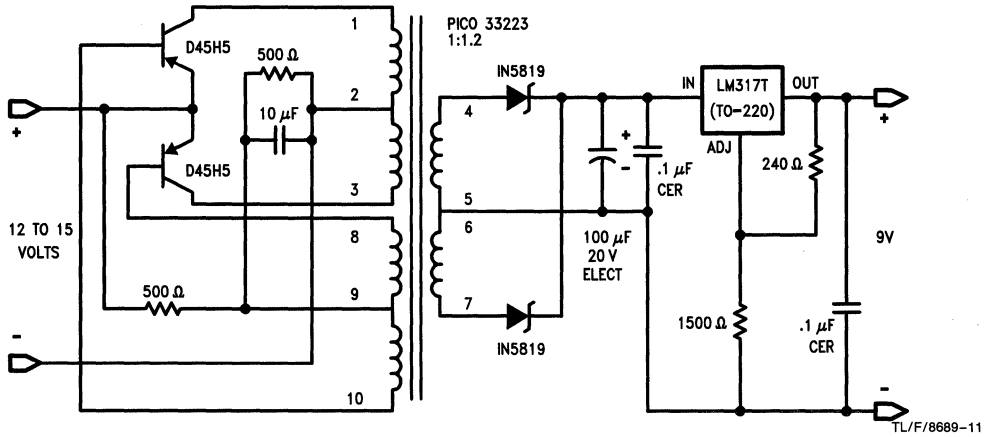 1
PICO 33223
1:1.2
D45H5
500 Ω
2
10 μF
+
D45H5
3
12 TO 15
VOLTS
8
500 Ω
9
-
10
IN5819
4
5
6
7
IN5819
+
-
.1 μF
CER
100 μF
20 V
ELECT
IN
LM317T
(TO-220)
OUT
ADJ
240 Ω
+
9V
1500 Ω
.1 μF
CER
-
TL/F/8689-11